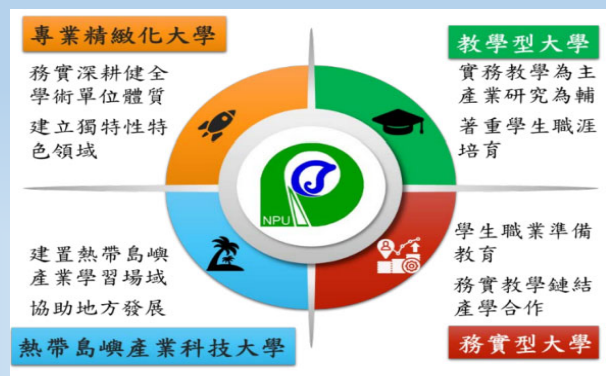 專業精緻化大學
務實深耕健全
學術單位體質
建立獨特性特
色領域
教學型大學
實務教學為主
產業研究為輔
著重學生職涯
培育
NPU
建置熱帶島嶼
產業學習場域
協助地方發展
熱帶島嶼產業科技大學
學生職業準備
教育
務實教學鏈結
產學合作
務實型大學